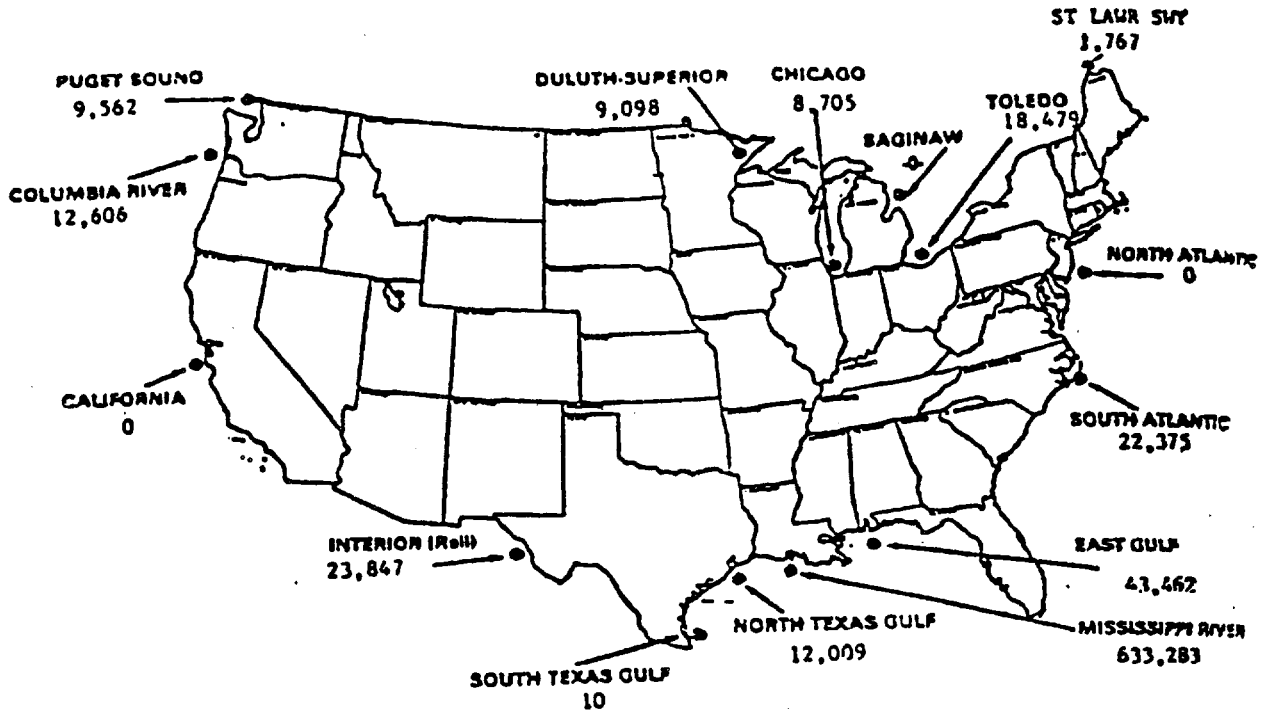 ST LAWR SWY
1,767
PUGET SOUND
9,562
DULUTH-SUPERIOR
9,098
CHICAGO
8,705
TOLEDO
18,479
SAGINAW
0
COLUMBIA RIVER
12,606
NORTH ATLANTIC
0
CALIFORNIA
0
SOUTH ATLANTIC
22,375
INTERIOR (Rail)
23,847
EAST GULF
43,462
NORTH TEXAS GULF
12,009
MISSISSIPPI RIVER
633,283
SOUTH TEXAS GULF
10